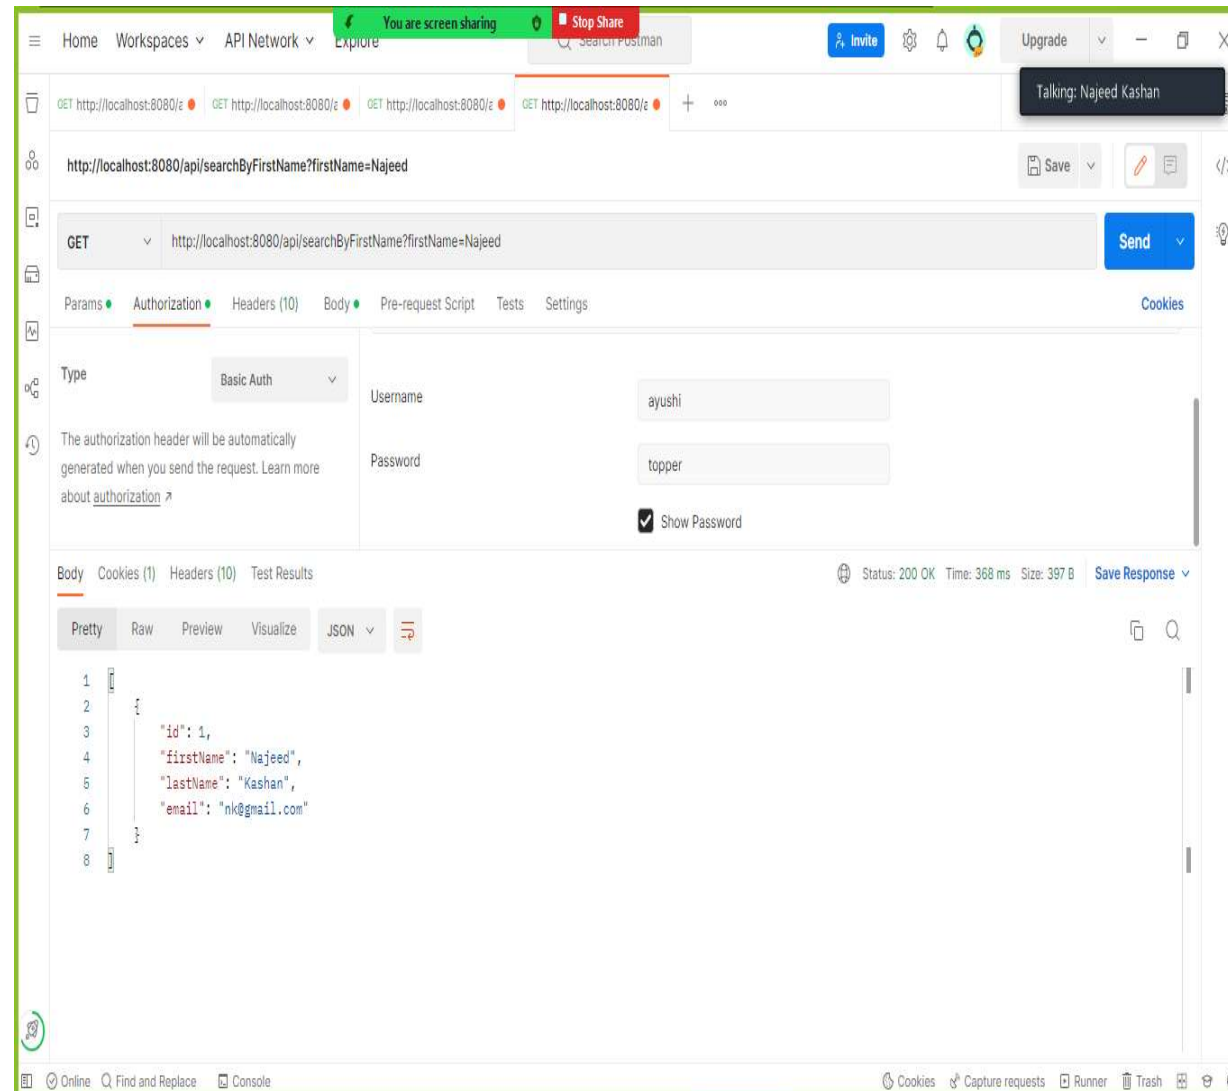 You are screen sharing Stop Share
Home Workspaces API Network Explore Search Postman Invite Upgrade
Talking: Najeed Kashan
GET http://localhost:8080/a GET http://localhost:8080/a GET http://localhost:8080/a GET http://localhost:8080/a
http://localhost:8080/api/searchByFirstName?firstName=Najeed Save
GET http://localhost:8080/api/searchByFirstName?firstName=Najeed Send
Params Authorization Headers (10) Body Pre-request Script Tests Settings Cookies
Type Basic Auth
Username ayushi
The authorization header will be automatically
generated when you send the request. Learn more
about authorization
Password topper
Show Password
Body Cookies (1) Headers (10) Test Results Status: 200 OK Time: 368 ms Size: 397 B Save Response
Pretty Raw Preview Visualize JSON
1 [
2 {
3 "id": 1,
4 "firstName": "Najeed",
5 "lastName": "Kashan",
6 "email": "nk@gmail.com"
7 }
8 ]
Online Find and Replace Console Cookies Capture requests Runner Trash